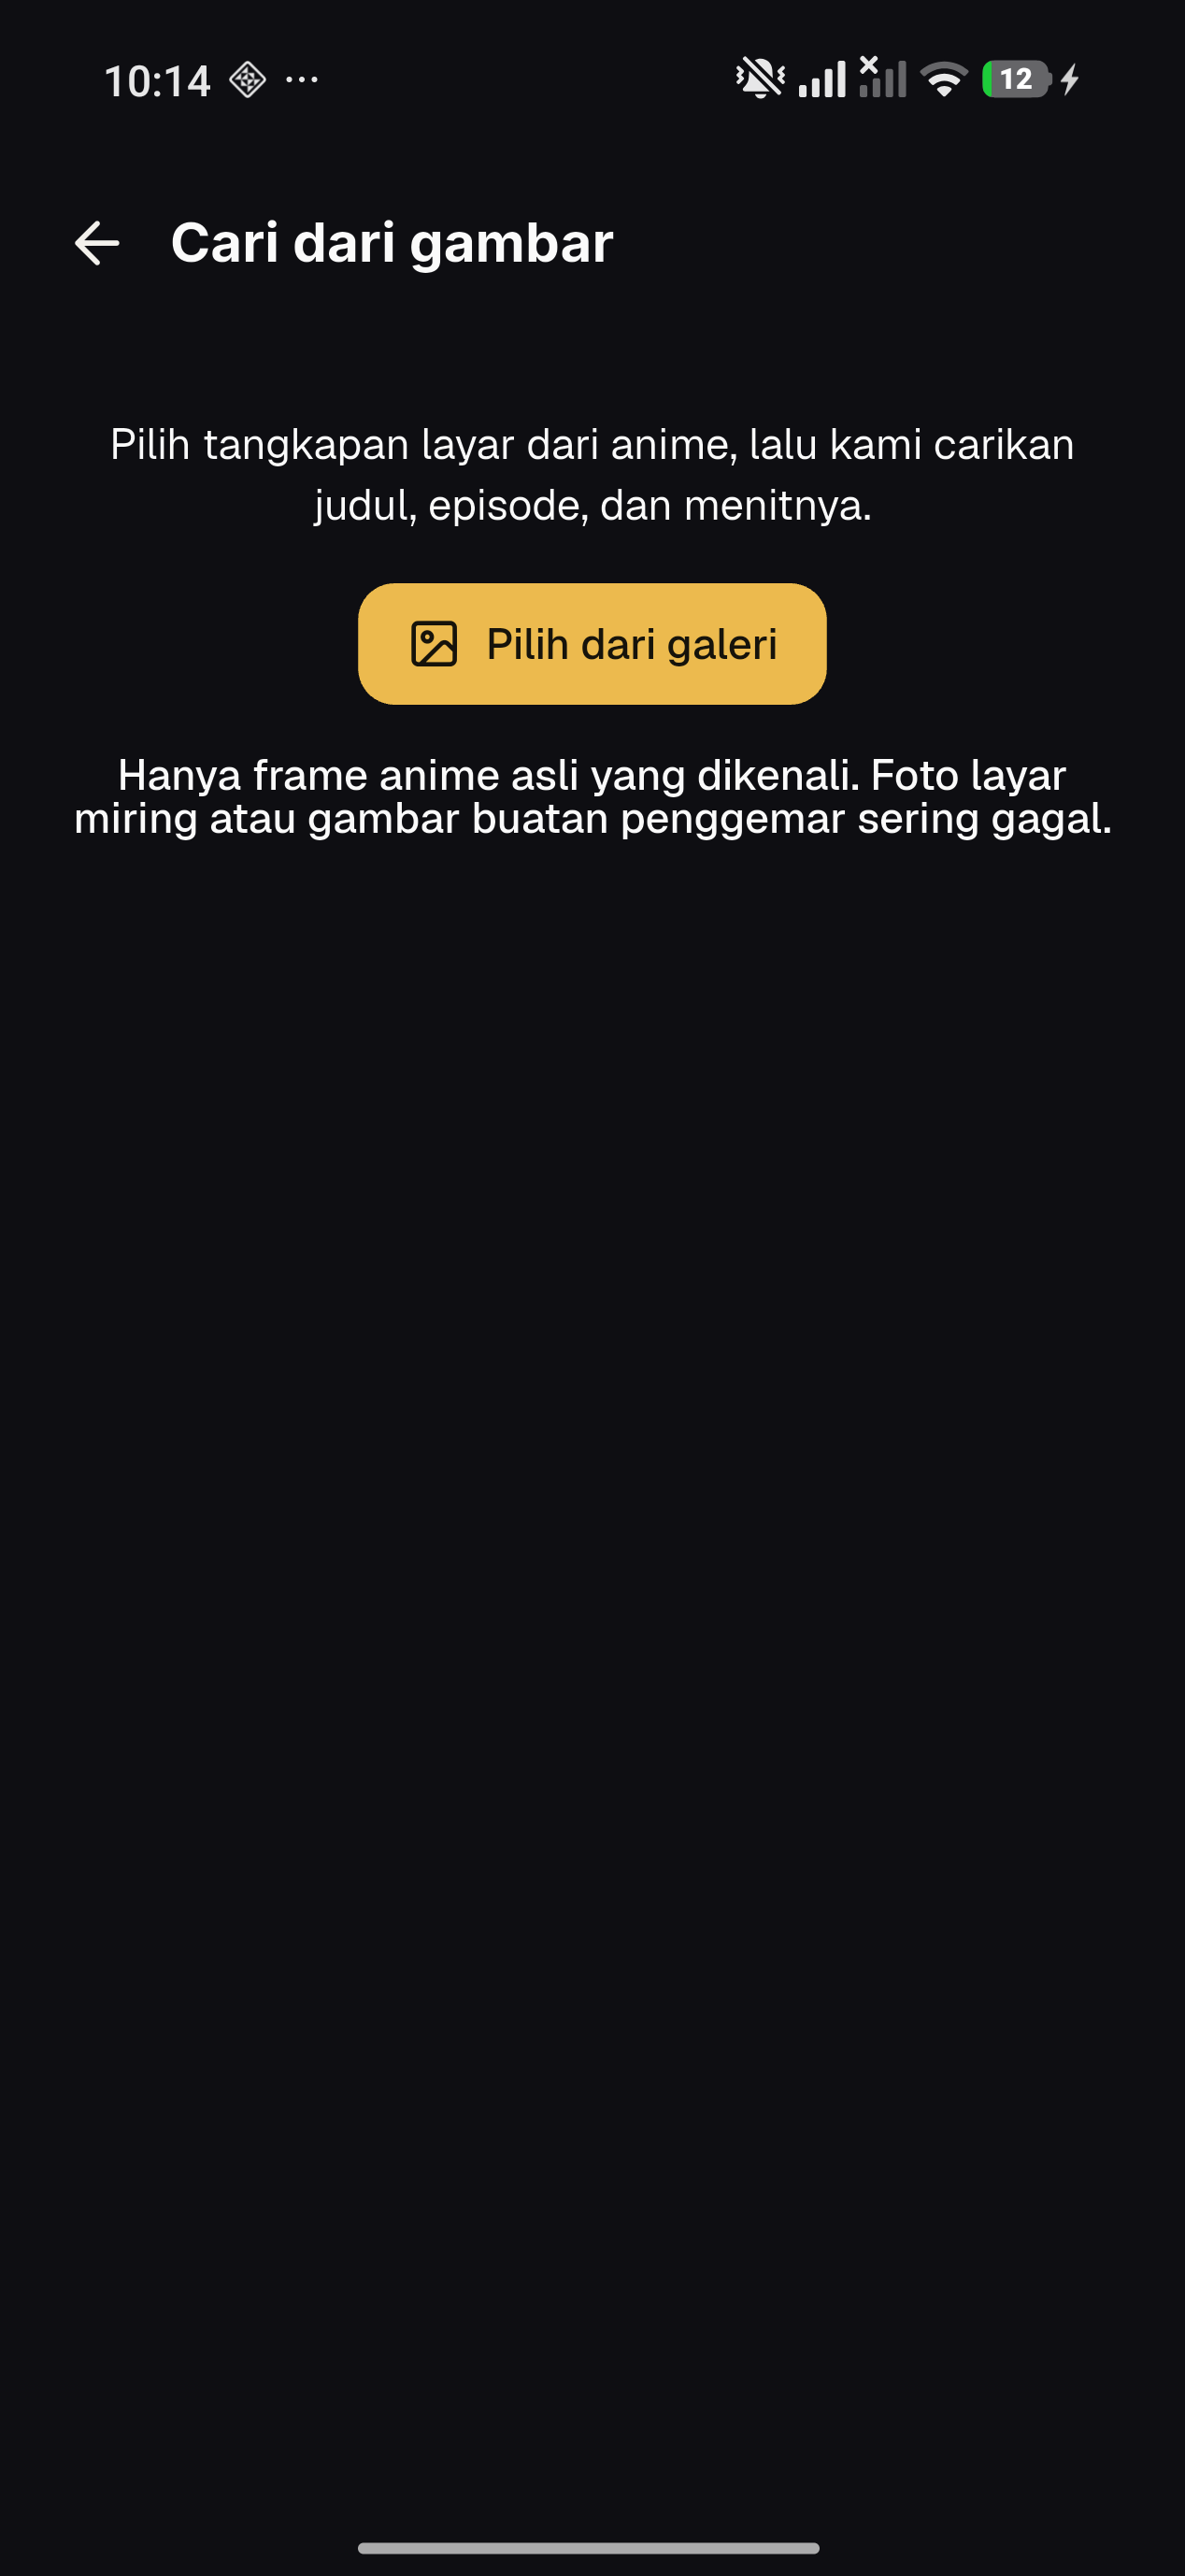 10:14
12
Cari dari gambar
Pilih tangkapan layar dari anime, lalu kami carikan
judul, episode, dan menitnya.
Pilih dari galeri
Hanya frame anime asli yang dikenali. Foto layar
miring atau gambar buatan penggemar sering gagal.